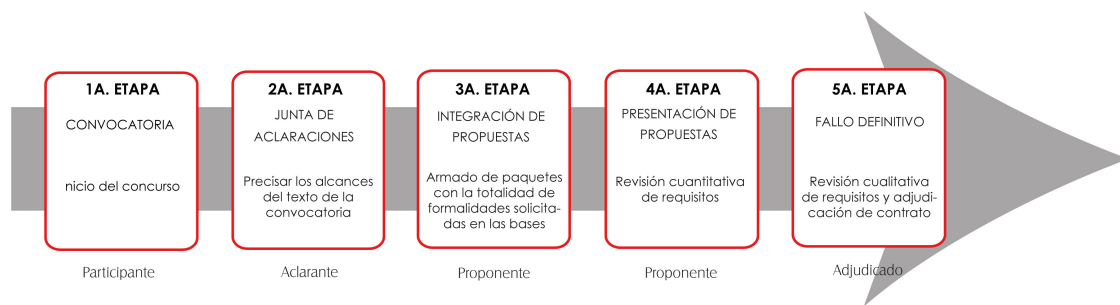 1A. ETAPA
CONVOCATORIA
nicio del concurso
Participante
2A. ETAPA
JUNTA DE
ACLARACIONES
Precisar los alcances
del texto de la
convocatoria
Aclarante
3A. ETAPA
INTEGRACIÓN DE
PROPUESTAS
Armado de paquetes
con la totalidad de
formalidades solicita-
das en las bases
Proponente
4A. ETAPA
PRESENTACIÓN DE
PROPUESTAS
Revisión cuantitativa
de requisitos
Proponente
5A. ETAPA
FALLO DEFINITIVO
Revisión cualitativa
de requisitos y adjudi-
cación de contrato
Adjudicado